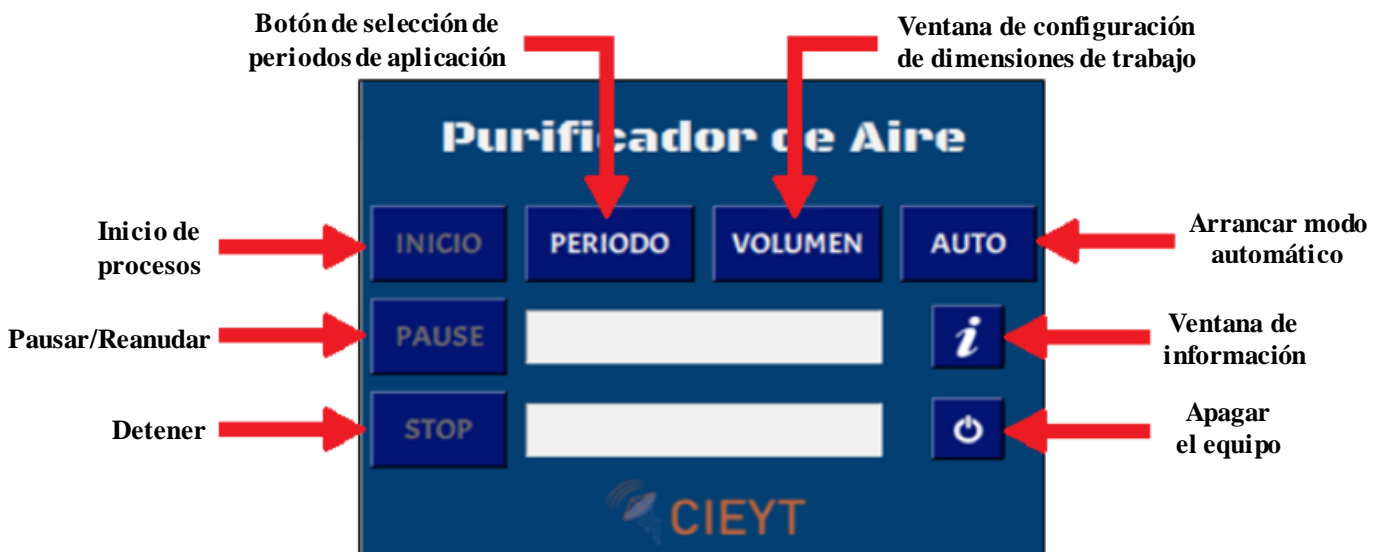 Botón de selección de
periodos de aplicación
Ventana de configuración
de dimensiones de trabajo
Purificador de Aire
Inicio de
procesos
INICIO
PERIODO
VOLUMEN
AUTO
Arrancar modo
automático
Pausar/Reanudar
PAUSE
i
Ventana de
información
Detener
STOP
Apagar
el equipo
CIEYT